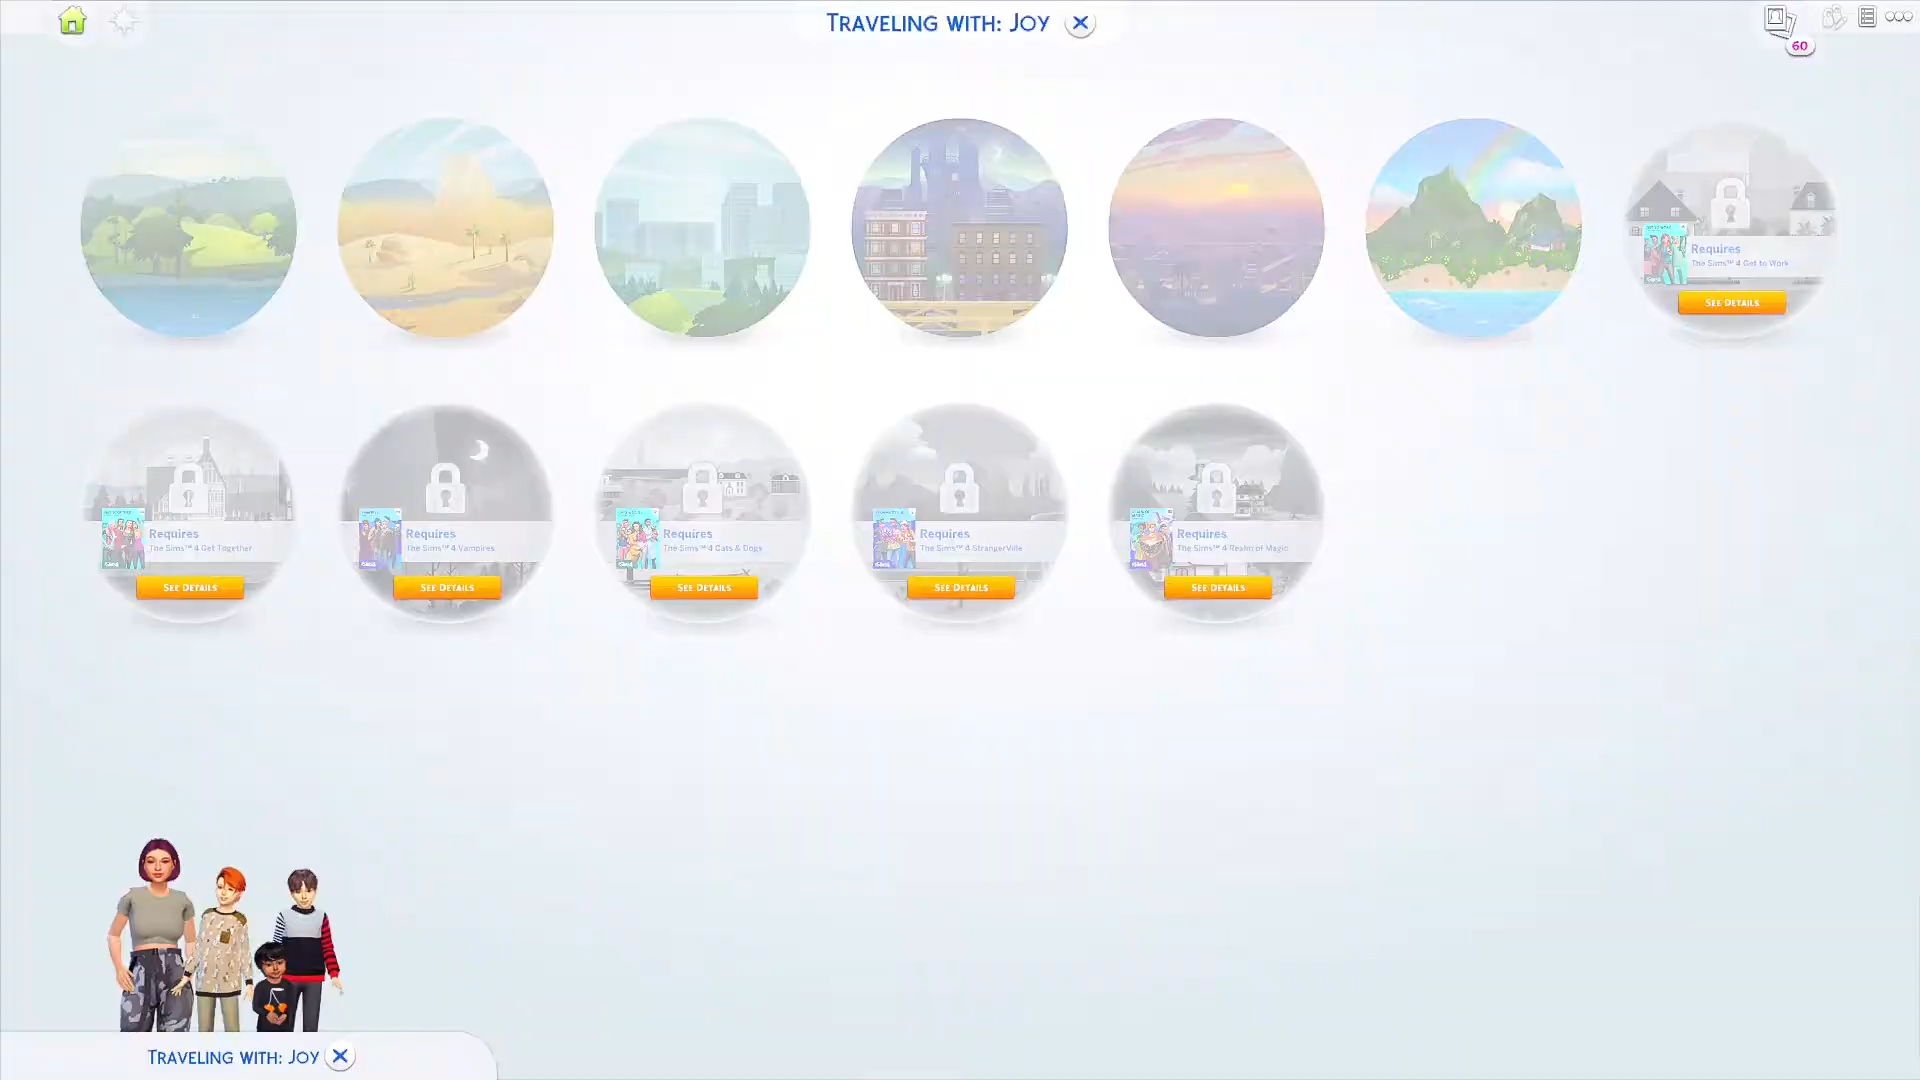 TRAVELING WITH: JOY
60
Requires
The Sims™ 4 Get to Work
SEE DETAILS
Requires
The Sims™ 4 Get Together
SEE DETAILS
Requires
The Sims™ 4 Vampires
SEE DETAILS
Requires
The Sims™ 4 Cats & Dogs
SEE DETAILS
Requires
The Sims™ 4 StrangerVille
SEE DETAILS
Requires
The Sims™ 4 Realm of Magic
SEE DETAILS
TRAVELING WITH: JOY